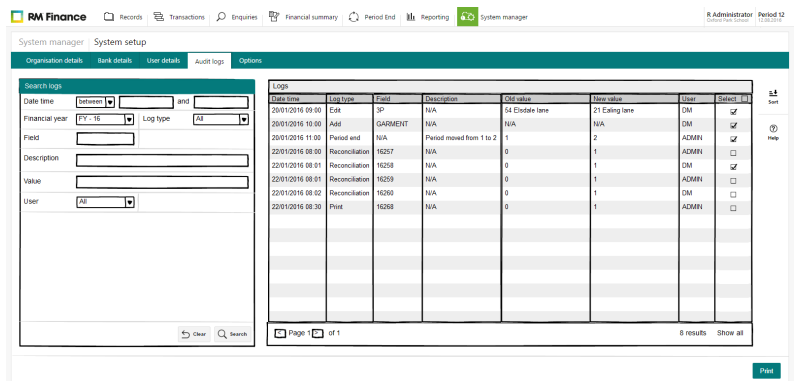 RM Finance Records Transactions Enquiries Financial summary Period End Reporting System manager R Administrator Period 12
Oxford Park School 12.08.2016
System manager System setup
Organisation details Bank details User details Audit logs Options
Search logs
Date time between and
Financial year FY - 16 Log type All
Field
Description
Value
User All
Clear Search
Logs
Date time Log type Field Description Old value New value User Select
20/01/2016 09:00 Edit 3P N/A 54 Elsdale lane 21 Ealing lane DM
20/01/2016 10:00 Add GARMENT N/A N/A N/A DM
20/01/2016 11:00 Period end N/A Period moved from 1 to 2 1 2 ADMIN
22/01/2016 08:00 Reconciliation 16257 N/A 0 1 ADMIN
22/01/2016 08:01 Reconciliation 16258 N/A 0 1 DM
22/01/2016 08:01 Reconciliation 16259 N/A 0 1 ADMIN
22/01/2016 08:02 Reconciliation 16260 N/A 0 1 DM
22/01/2016 08:30 Print 16268 N/A 0 1 ADMIN
< Page 1 > of 1 8 results Show all
Sort
Help
Print